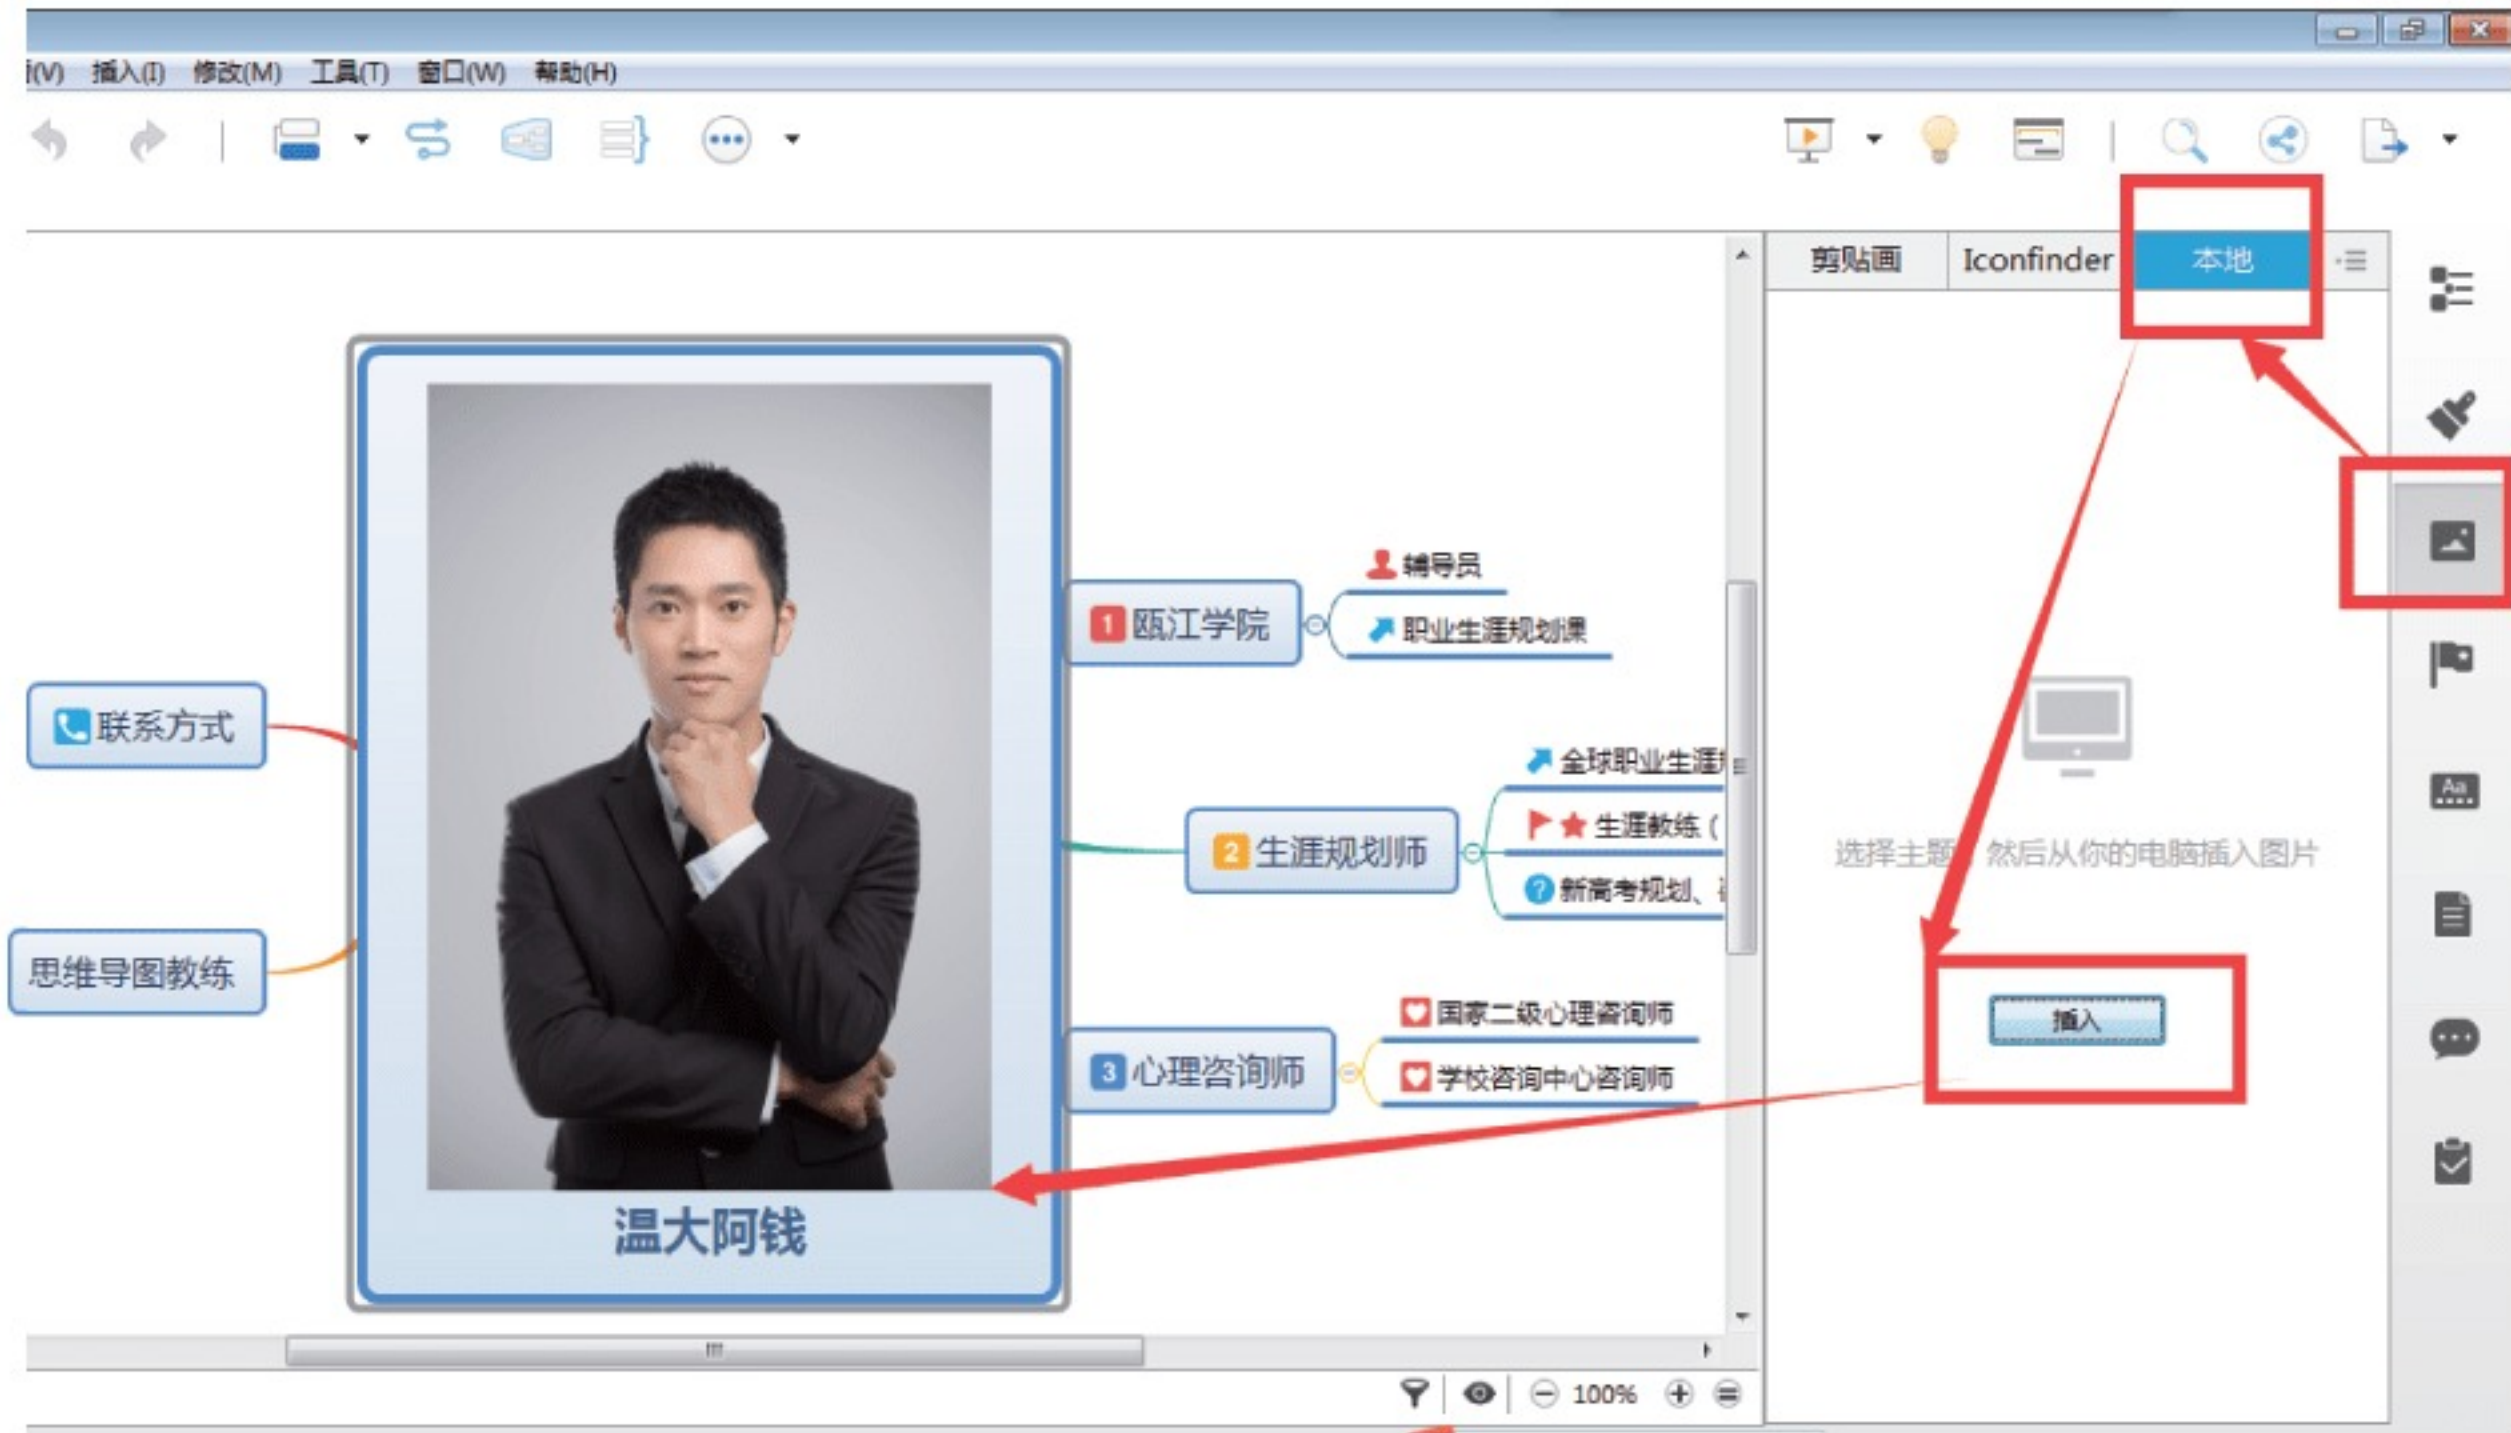 (V) 插入(I) 修改(M) 工具(T) 窗口(W) 帮助(H)
剪贴画 Iconfinder 本地
辅导员
1 瓯江学院
职业生涯规划课
联系方式
全球职业生涯
2 生涯规划师
生涯教练（
新高考规划、
思维导图教练
国家二级心理咨询师
3 心理咨询师
学校咨询中心咨询师
温大阿钱
Aa
选择主题 然后从你的电脑插入图片
插入
100%